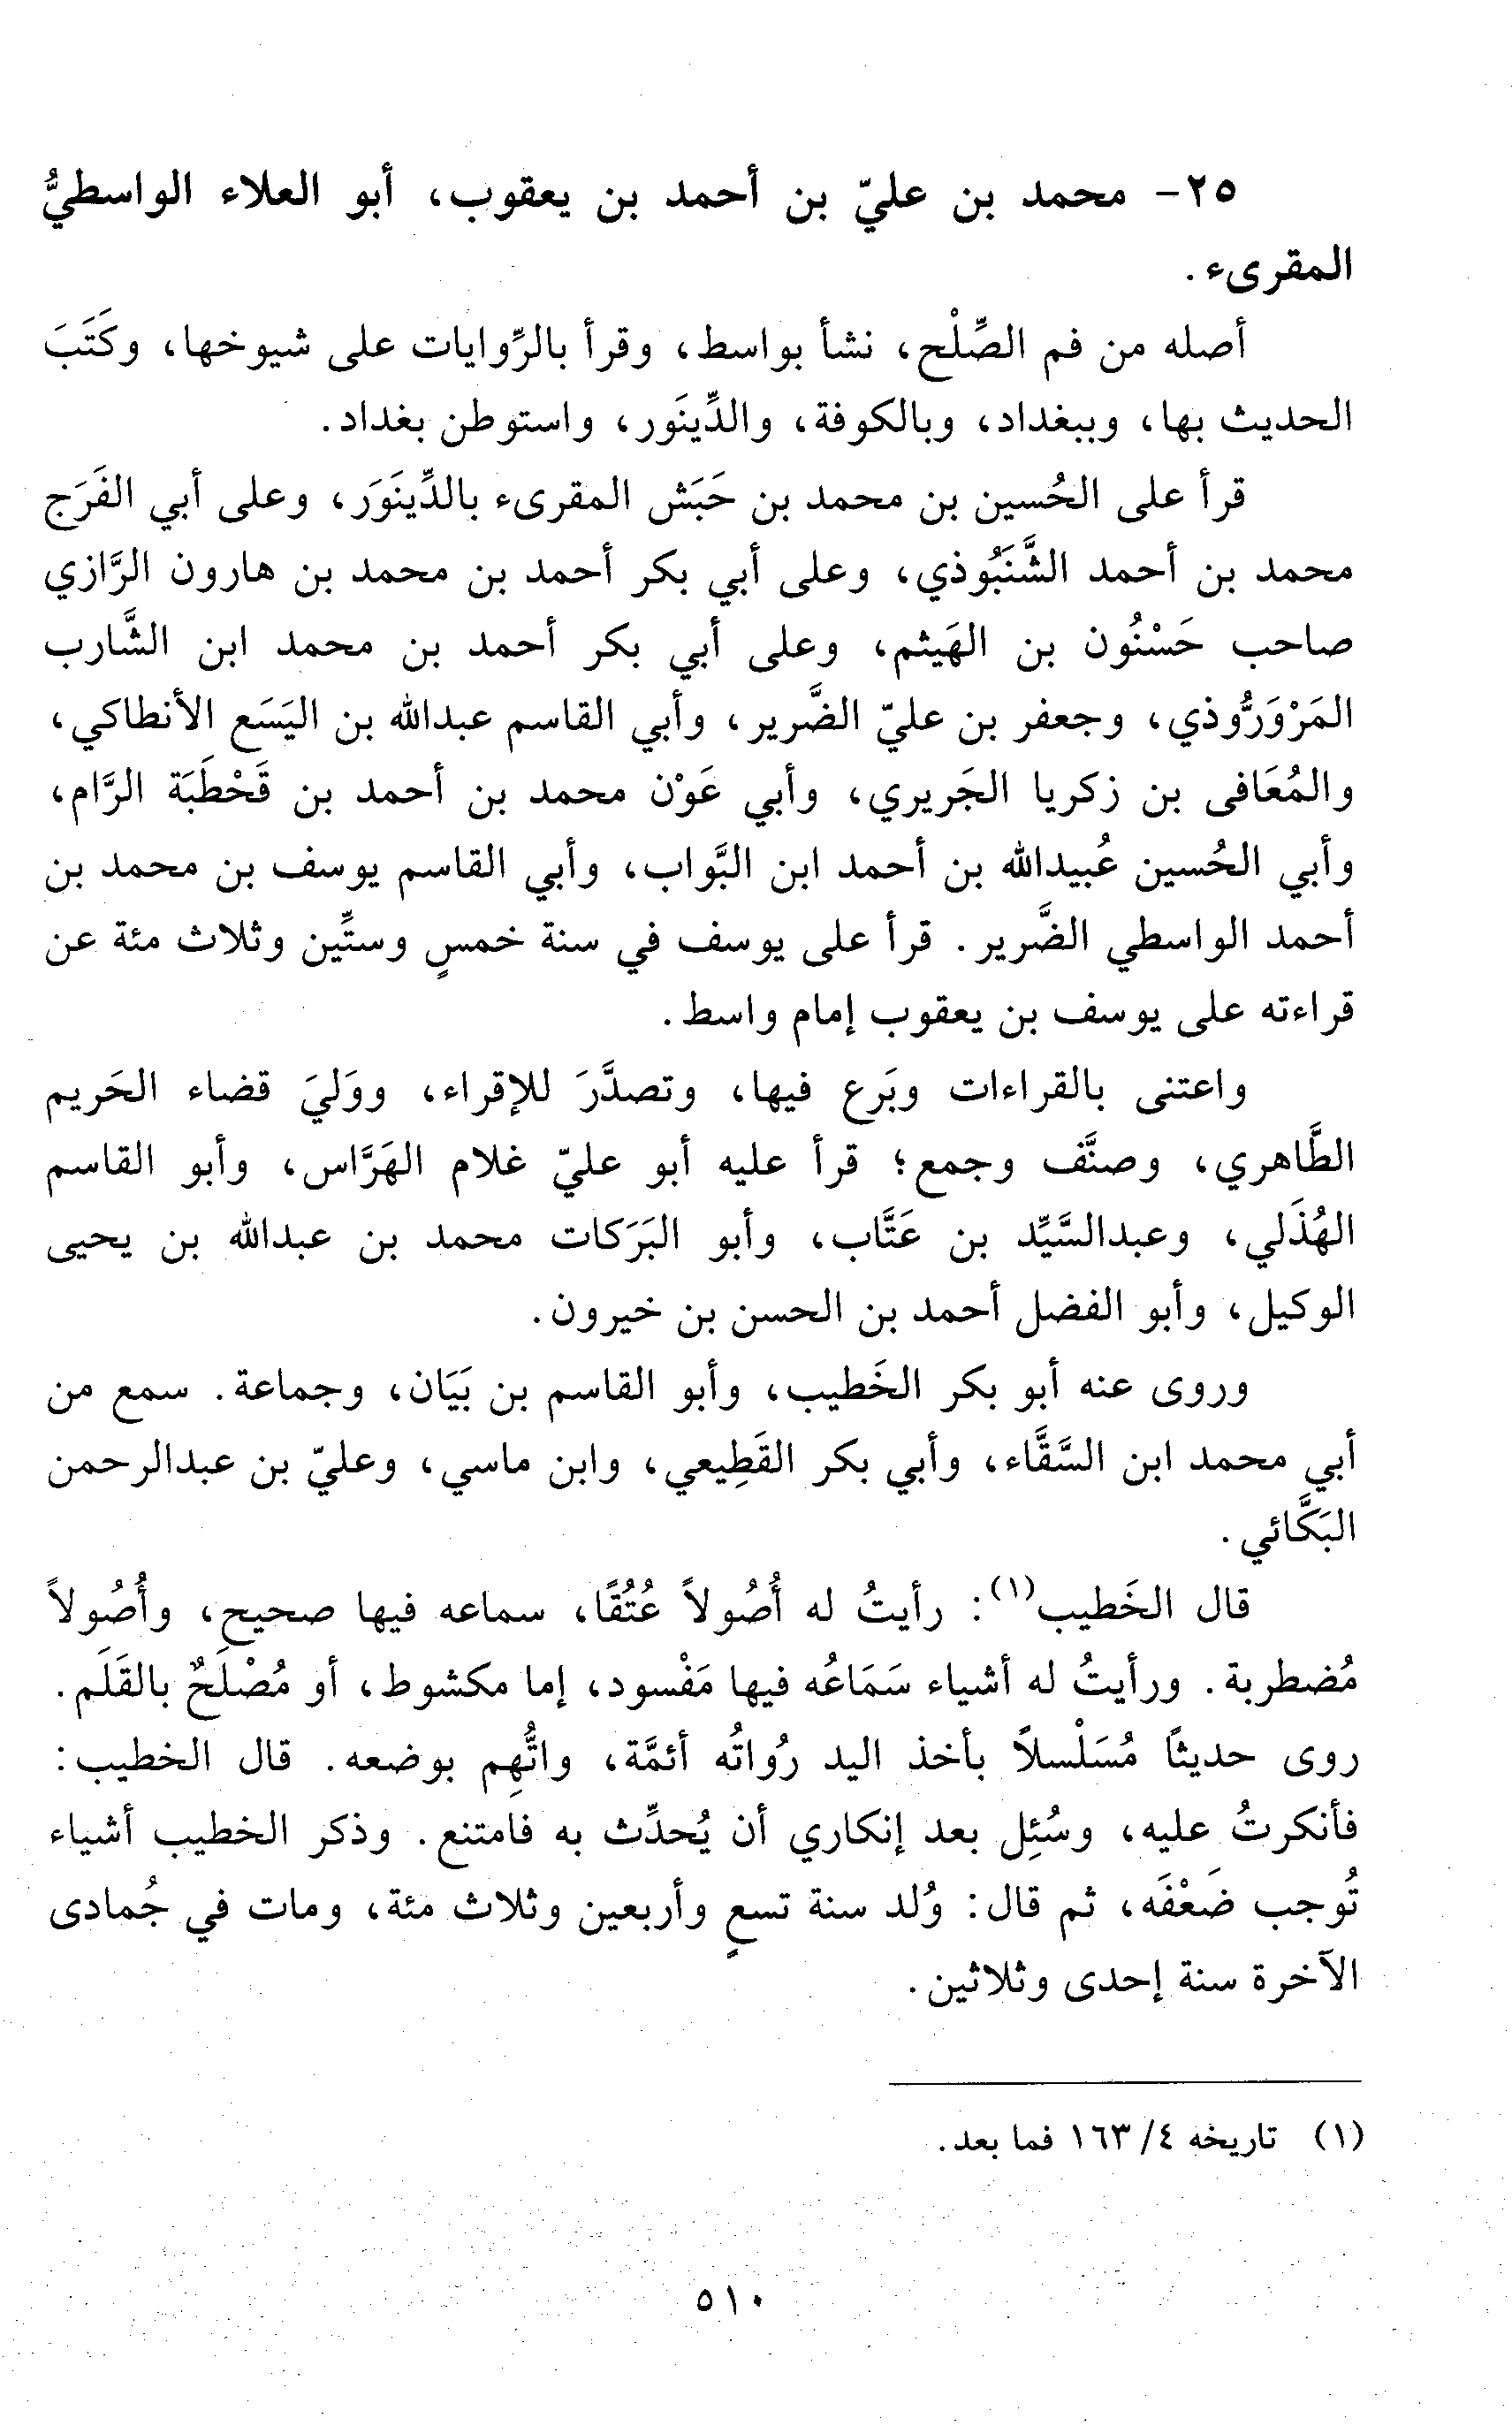 ٢٥- محمد بن عليّ بن أحمد بن يعقوب، أبو العلاء الواسطيُّ
المقرىء.
أصله من فم الصِّلْح، نشأ بواسط، وقرأ بالرِّوايات على شيوخها، وكَتَبَ
الحديث بها، وببغداد، وبالكوفة، والدِّينَور، واستوطن بغداد.
قرأ على الحُسين بن محمد بن حَبَش المقرىء بالدِّينَوَر، وعلى أبي الفَرَج
محمد بن أحمد الشَّنَبُوذي، وعلى أبي بكر أحمد بن محمد بن هارون الرَّازي
صاحب حَسْنُون بن الهَيثم، وعلى أبي بكر أحمد بن محمد ابن الشَّارب
المَرْوَرُّوذي، وجعفر بن عليّ الضَّرير، وأبي القاسم عبدالله بن اليَسَع الأنطاكي،
والمُعَافى بن زكريا الجَريري، وأبي عَوْن محمد بن أحمد بن قَحْطَبَة الرَّام،
وأبي الحُسين عُبيدالله بن أحمد ابن البَّواب، وأبي القاسم يوسف بن محمد بن
أحمد الواسطي الضَّرير. قرأ على يوسف في سنة خمسٍ وستِّين وثلاث مئة عن
قراءته على يوسف بن يعقوب إمام واسط.
واعتنى بالقراءات وبَرع فيها، وتصدَّرَ للإقراء، ووَليَ قضاء الحَريم
الطَّاهري، وصنَّف وجمع؛ قرأ عليه أبو عليّ غلام الهَرَّاس، وأبو القاسم
الهُذَلي، وعبدالسَّيِّد بن عَتَّاب، وأبو البَرَكات محمد بن عبدالله بن يحيى
الوكيل، وأبو الفضل أحمد بن الحسن بن خيرون.
وروى عنه أبو بكر الخَطيب، وأبو القاسم بن بَيَان، وجماعة. سمع من
أبي محمد ابن السَّقَّاء، وأبي بكر القَطِيعي، وابن ماسي، وعليّ بن عبدالرحمن
البَكَّائي.
قال الخَطيب(١): رأيتُ له أُصُولاً عُتُقًا، سماعه فيها صحيح، وأُصُولاً
مُضطربة. ورأيتُ له أشياء سَمَاعُه فيها مَفْسود، إما مكشوط، أو مُصْلَحٌ بالقَلَم.
روى حديثًا مُسَلْسلاً بأخذ اليد رُواتُه أئمَّة، واتُّهِم بوضعه. قال الخطيب:
فأنكرتُ عليه، وسُئِل بعد إنكاري أن يُحدِّث به فامتنع. وذكر الخطيب أشياء
تُوجب ضَعْفَه، ثم قال: وُلد سنة تسعٍ وأربعين وثلاث مئة، ومات في جُمادى
الآخرة سنة إحدى وثلاثين.
(١) تاريخه ٤/ ١٦٣ فما بعد.
٥١٠